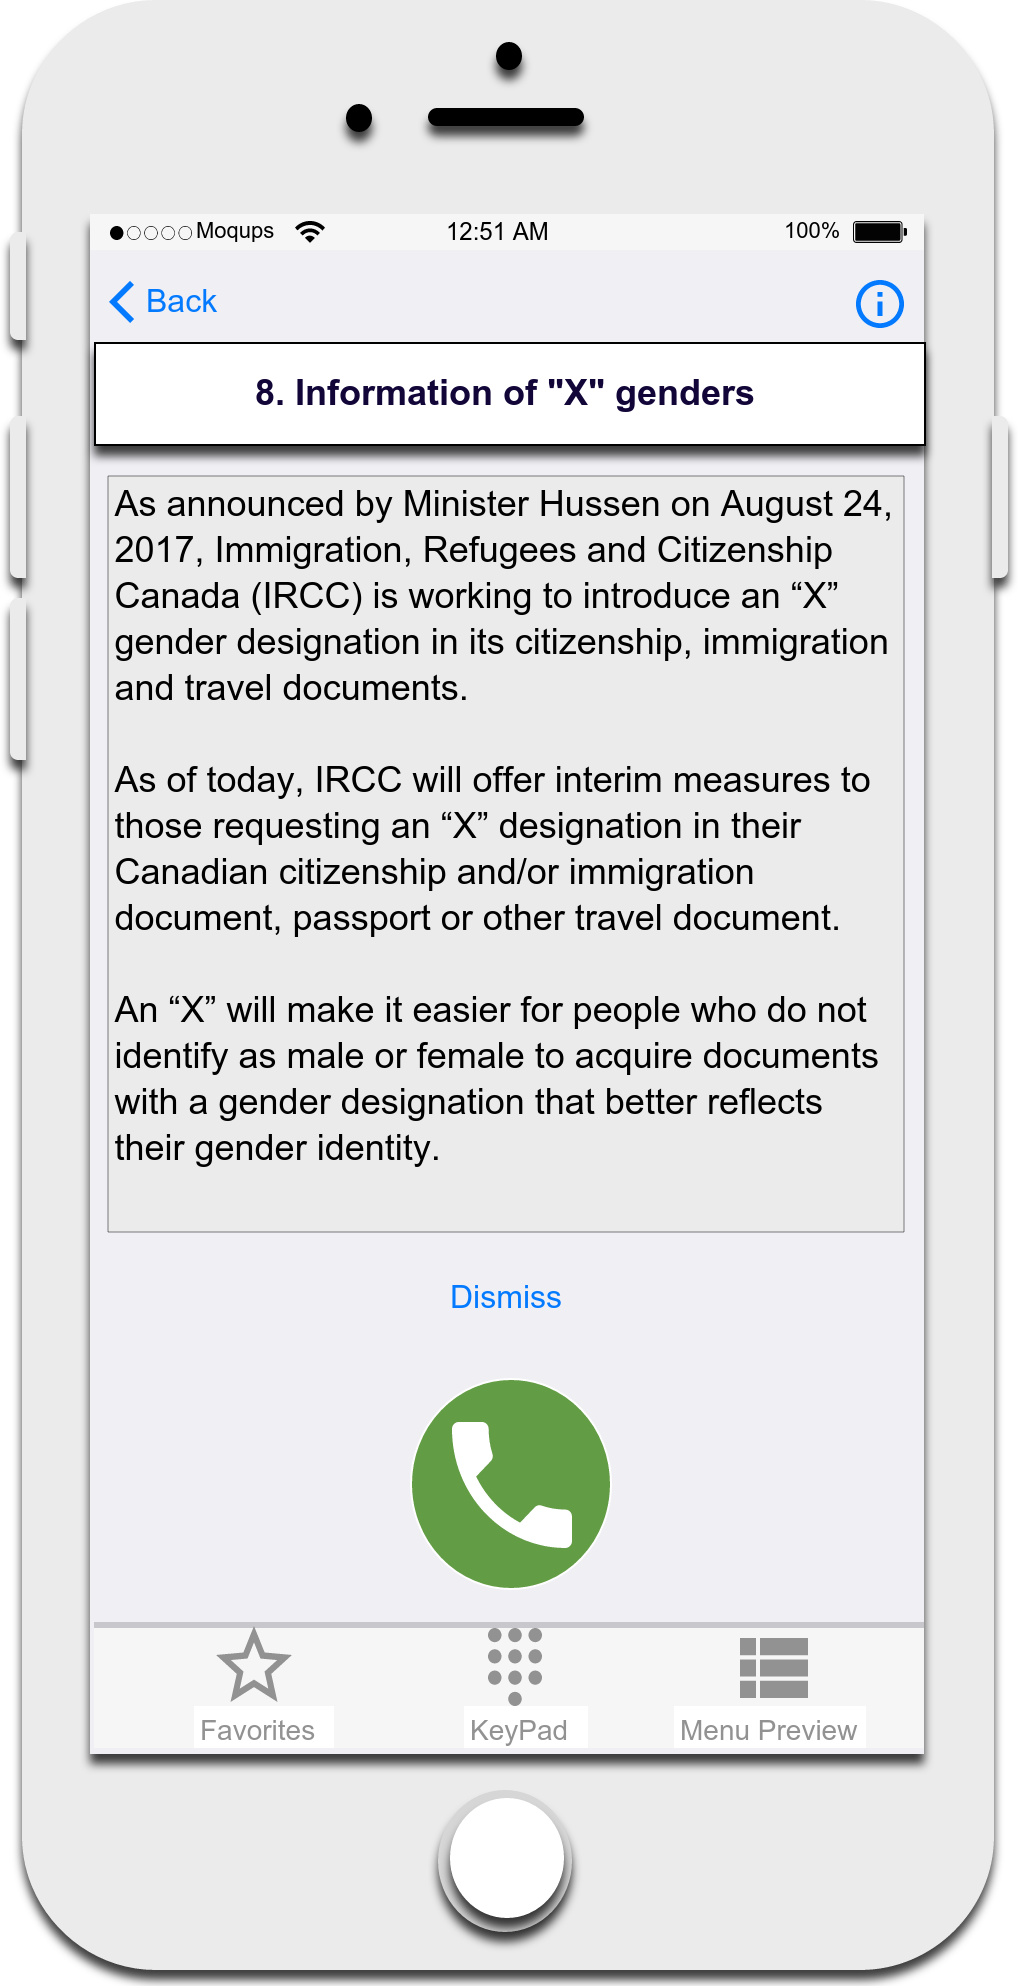 Moqups 12:51 AM 100%
Back
8. Information of "X" genders
As announced by Minister Hussen on August 24,
2017, Immigration, Refugees and Citizenship
Canada (IRCC) is working to introduce an “X”
gender designation in its citizenship, immigration
and travel documents.
As of today, IRCC will offer interim measures to
those requesting an “X” designation in their
Canadian citizenship and/or immigration
document, passport or other travel document.
An “X” will make it easier for people who do not
identify as male or female to acquire documents
with a gender designation that better reflects
their gender identity.
Dismiss
Favorites KeyPad Menu Preview